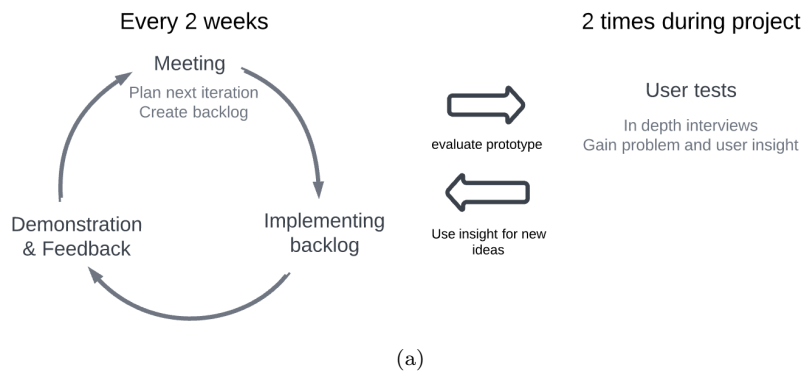 Every 2 weeks
2 times during project
Meeting
Plan next iteration
Create backlog
Implementing
backlog
Demonstration
& Feedback
evaluate prototype
Use insight for new
ideas
User tests
In depth interviews
Gain problem and user insight
(a)